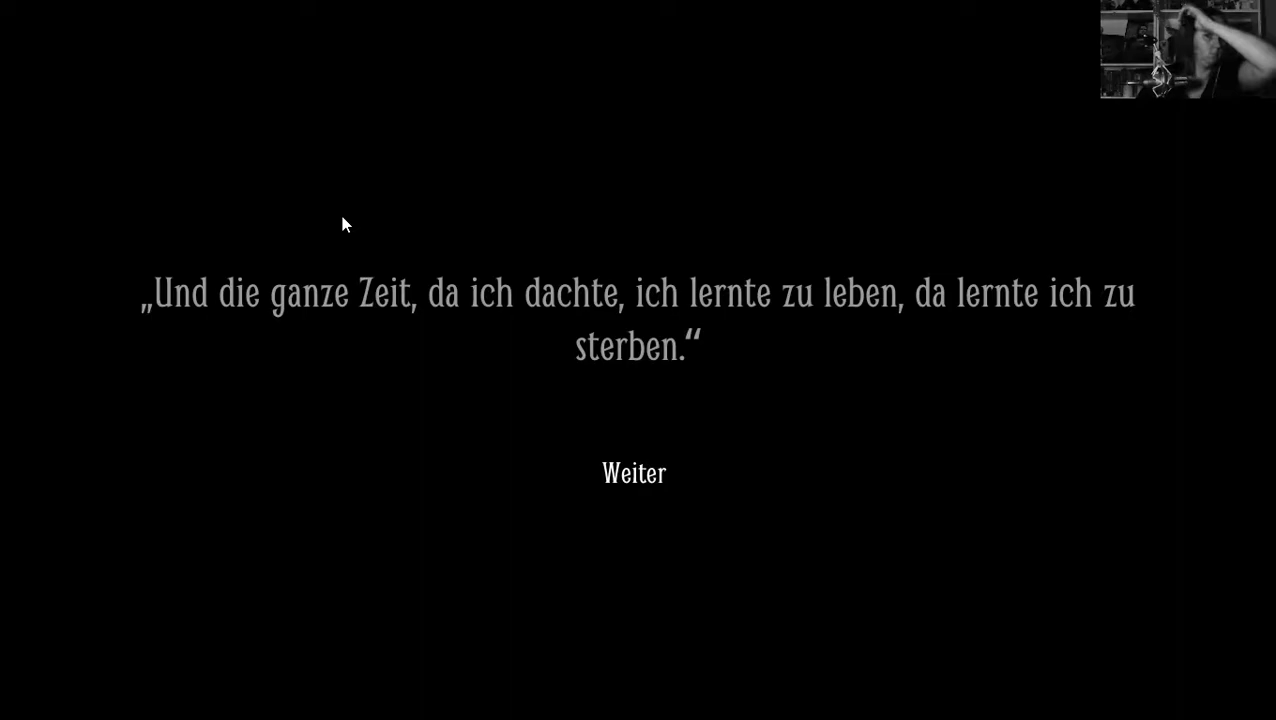 „Und die ganze Zeit, da ich dachte, ich lernte zu leben, da lernte ich zu
sterben.“
Weiter